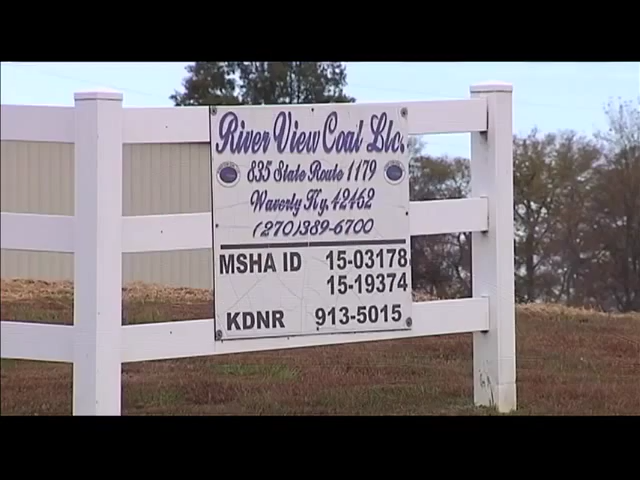 River View Coal Llc.
835 State Route 1179
Waverly Ky, 42462
(270)389-6700
MSHA ID 15-03178
15-19374
KDNR 913-5015